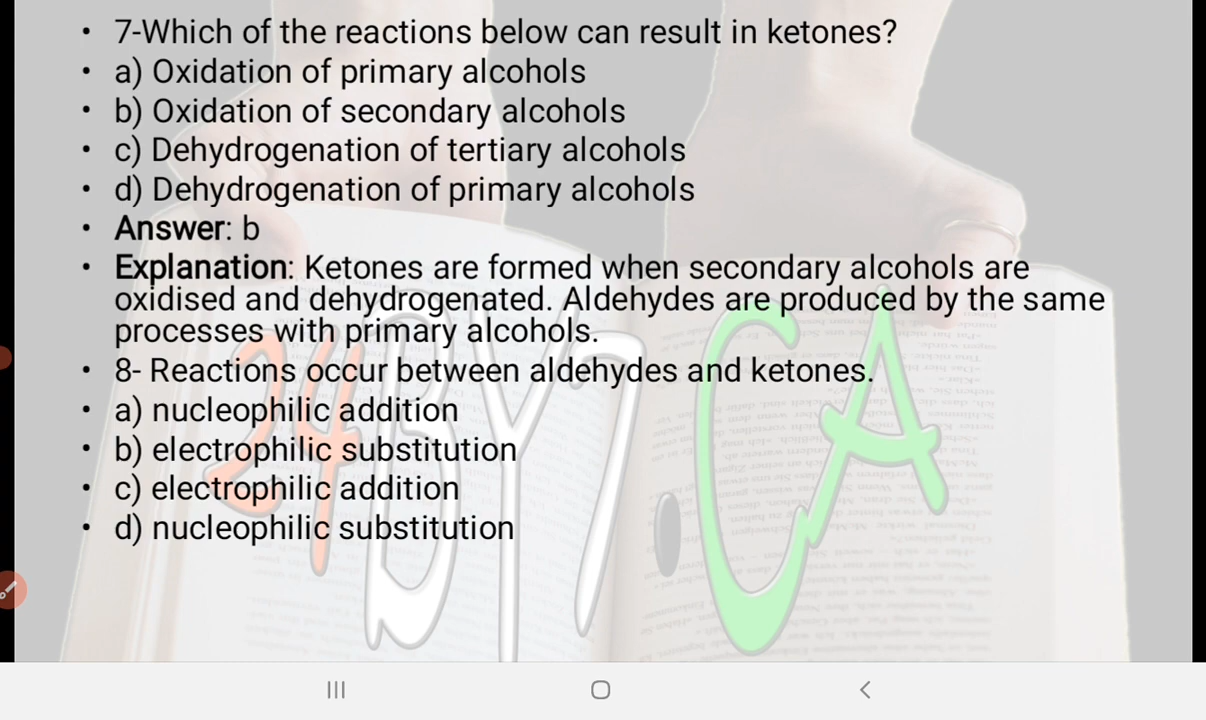 • 7-Which of the reactions below can result in ketones?
• a) Oxidation of primary alcohols
• b) Oxidation of secondary alcohols
• c) Dehydrogenation of tertiary alcohols
• d) Dehydrogenation of primary alcohols
• Answer: b
• Explanation: Ketones are formed when secondary alcohols are
oxidised and dehydrogenated. Aldehydes are produced by the same
processes with primary alcohols.
• 8- Reactions occur between aldehydes and ketones.
• a) nucleophilic addition
• b) electrophilic substitution
• c) electrophilic addition
• d) nucleophilic substitution
24BY7.CA